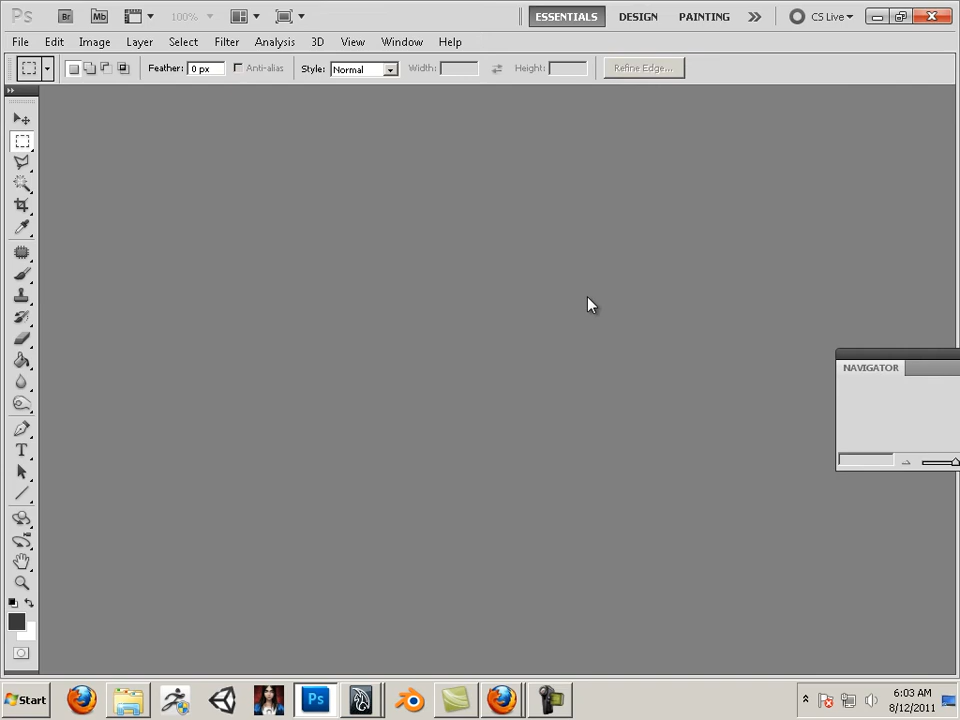 Ps Br Mb 100% ESSENTIALS DESIGN PAINTING CS Live
File Edit Image Layer Select Filter Analysis 3D View Window Help
Feather: 0 px Anti-alias Style: Normal Width: Height: Refine Edge...
NAVIGATOR
T
Start Ps 6:03 AM
8/12/2011